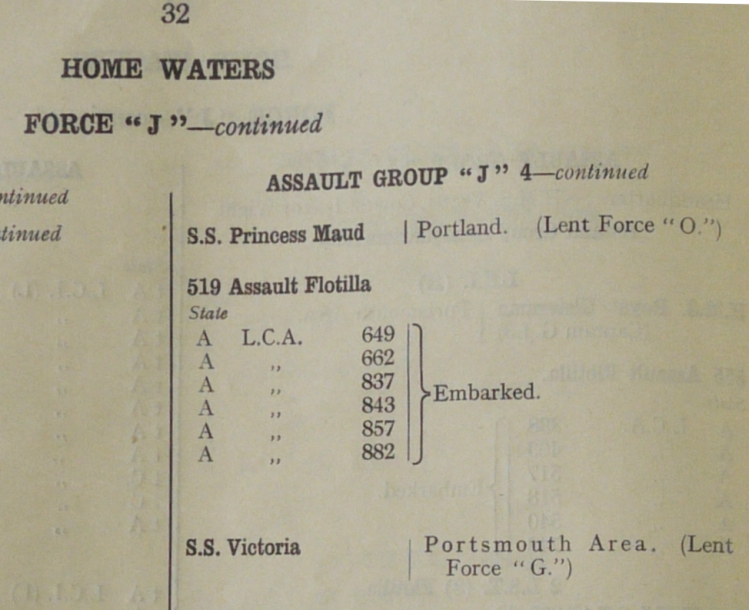 32
HOME WATERS
FORCE “ J ”—continued
ntinued
tinued
ASSAULT GROUP “ J ” 4—continued
S.S. Princess Maud | Portland. (Lent Force “ O.”)
519 Assault Flotilla
State
A L.C.A. 649
A ,, 662
A ,, 837
A ,, 843
A ,, 857
A ,, 882
Embarked.
S.S. Victoria | Portsmouth Area. (Lent
Force “ G.”)